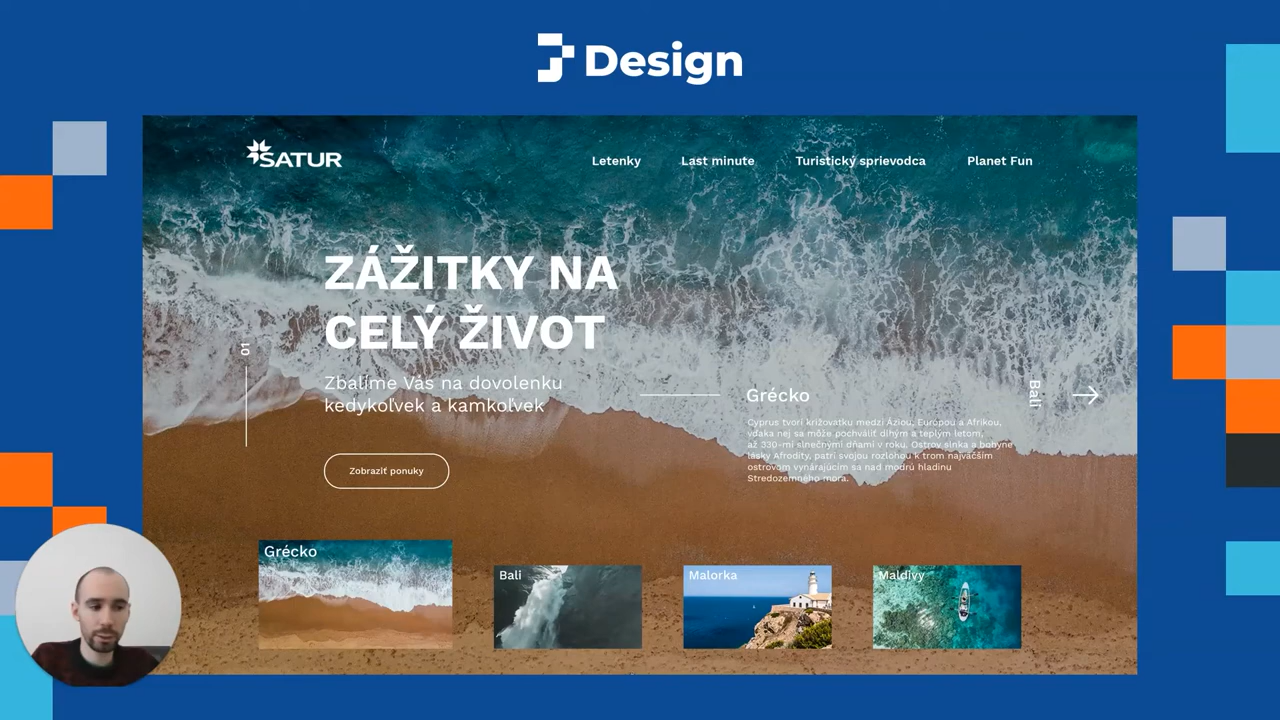 Design
SATUR
Letenky
Last minute
Turistický sprievodca
Planet Fun
ZÁŽITKY NA
CELÝ ŽIVOT
01
Zbalíme Vás na dovolenku
kedykoľvek a kamkoľvek
Zobraziť ponuky
Grécko
Cyprus tvorí križovatku medzi Áziou, Európou a Afrikou,
vďaka nej sa môže pochváliť dlhým a teplým letom,
až 330-mi slnečnými dňami v roku. Ostrov slnka a bohyne
lásky Afrodity, patrí svojou rozlohou k trom najväčším
ostrovom vynárajúcim sa nad modrú hladinu
Stredozemného mora.
Bali
Grécko
Bali
Malorka
Maldivy